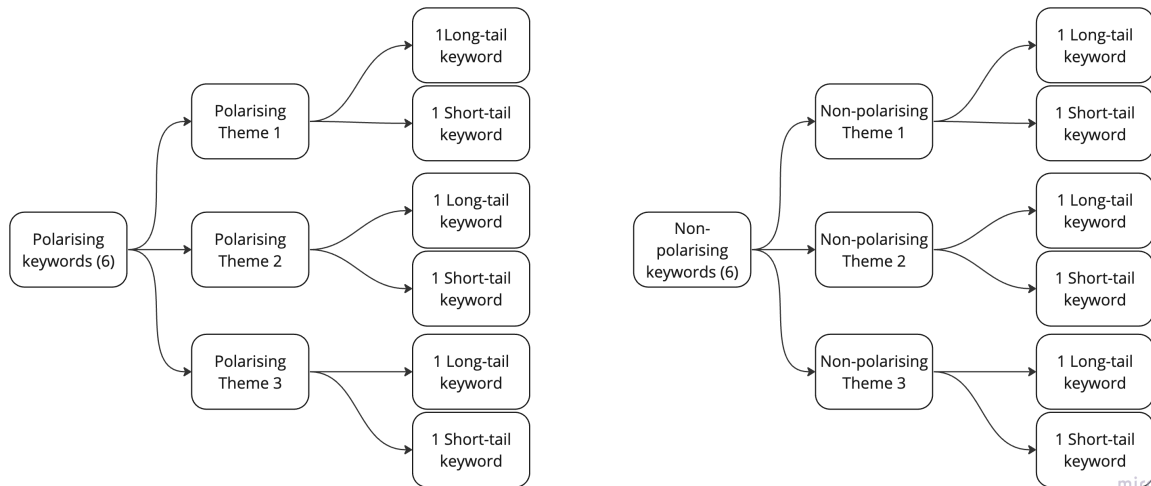 Polarising
keywords (6)
Polarising
Theme 1
1Long-tail
keyword
1 Short-tail
keyword
Polarising
Theme 2
1 Long-tail
keyword
1 Short-tail
keyword
Polarising
Theme 3
1 Long-tail
keyword
1 Short-tail
keyword
Non-
polarising
keywords (6)
Non-polarising
Theme 1
1 Long-tail
keyword
1 Short-tail
keyword
Non-polarising
Theme 2
1 Long-tail
keyword
1 Short-tail
keyword
Non-polarising
Theme 3
1 Long-tail
keyword
1 Short-tail
keyword